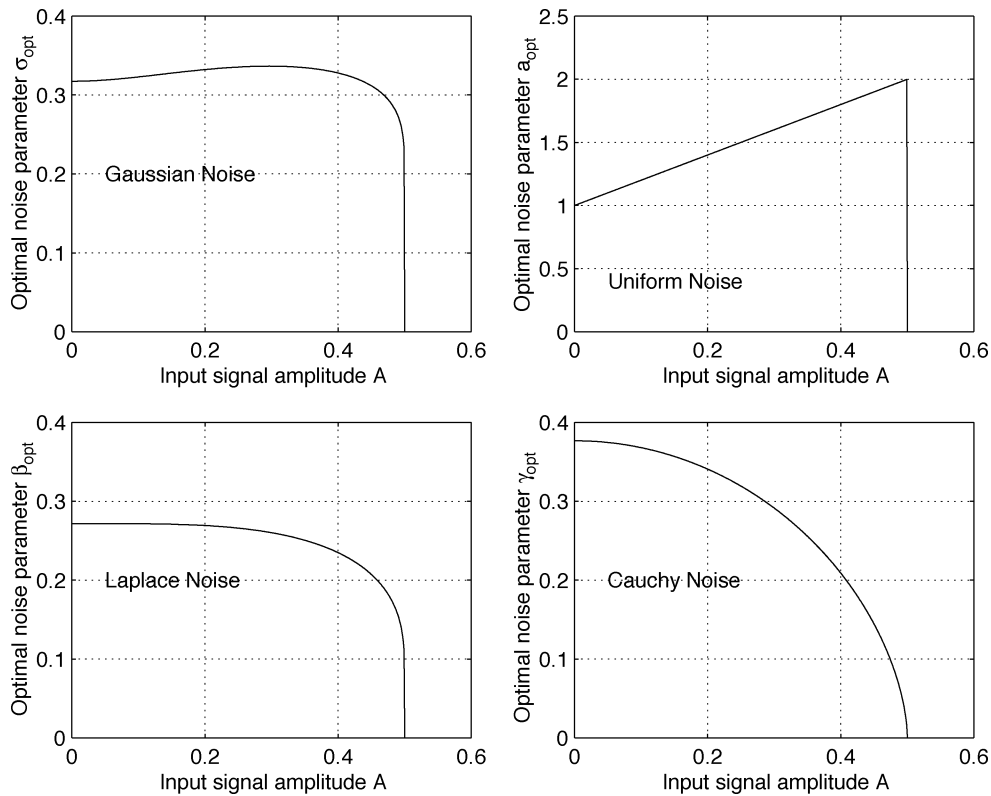 Optimal noise parameter σopt
0.4
0.3
0.2
0.1
0
Gaussian Noise
0 0.2 0.4 0.6
Input signal amplitude A
Optimal noise parameter aopt
2.5
2
1.5
1
0.5
0
Uniform Noise
0 0.2 0.4 0.6
Input signal amplitude A
Optimal noise parameter βopt
0.4
0.3
0.2
0.1
0
Laplace Noise
0 0.2 0.4 0.6
Input signal amplitude A
Optimal noise parameter γopt
0.4
0.3
0.2
0.1
0
Cauchy Noise
0 0.2 0.4 0.6
Input signal amplitude A